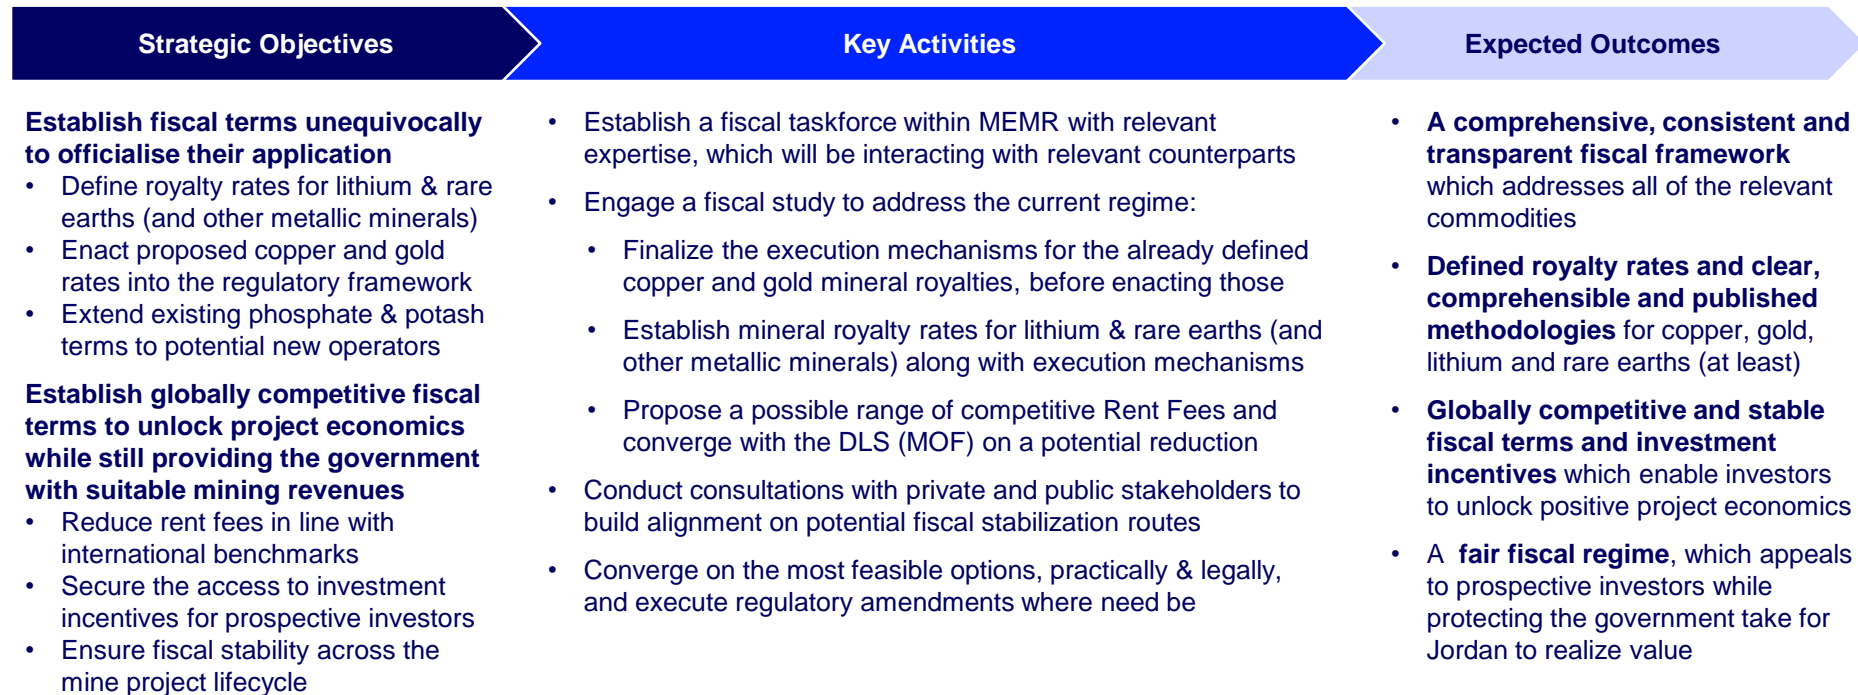 Strategic Objectives
Key Activities
Expected Outcomes
Establish fiscal terms unequivocally
to officialise their application
• Define royalty rates for lithium & rare
earths (and other metallic minerals)
• Enact proposed copper and gold
rates into the regulatory framework
• Extend existing phosphate & potash
terms to potential new operators
Establish globally competitive fiscal
terms to unlock project economics
while still providing the government
with suitable mining revenues
• Reduce rent fees in line with
international benchmarks
• Secure the access to investment
incentives for prospective investors
• Ensure fiscal stability across the
mine project lifecycle
• Establish a fiscal taskforce within MEMR with relevant
expertise, which will be interacting with relevant counterparts
• Engage a fiscal study to address the current regime:
• Finalize the execution mechanisms for the already defined
copper and gold mineral royalties, before enacting those
• Establish mineral royalty rates for lithium & rare earths (and
other metallic minerals) along with execution mechanisms
• Propose a possible range of competitive Rent Fees and
converge with the DLS (MOF) on a potential reduction
• Conduct consultations with private and public stakeholders to
build alignment on potential fiscal stabilization routes
• Converge on the most feasible options, practically & legally,
and execute regulatory amendments where need be
• A comprehensive, consistent and
transparent fiscal framework
which addresses all of the relevant
commodities
• Defined royalty rates and clear,
comprehensible and published
methodologies for copper, gold,
lithium and rare earths (at least)
• Globally competitive and stable
fiscal terms and investment
incentives which enable investors
to unlock positive project economics
• A fair fiscal regime, which appeals
to prospective investors while
protecting the government take for
Jordan to realize value